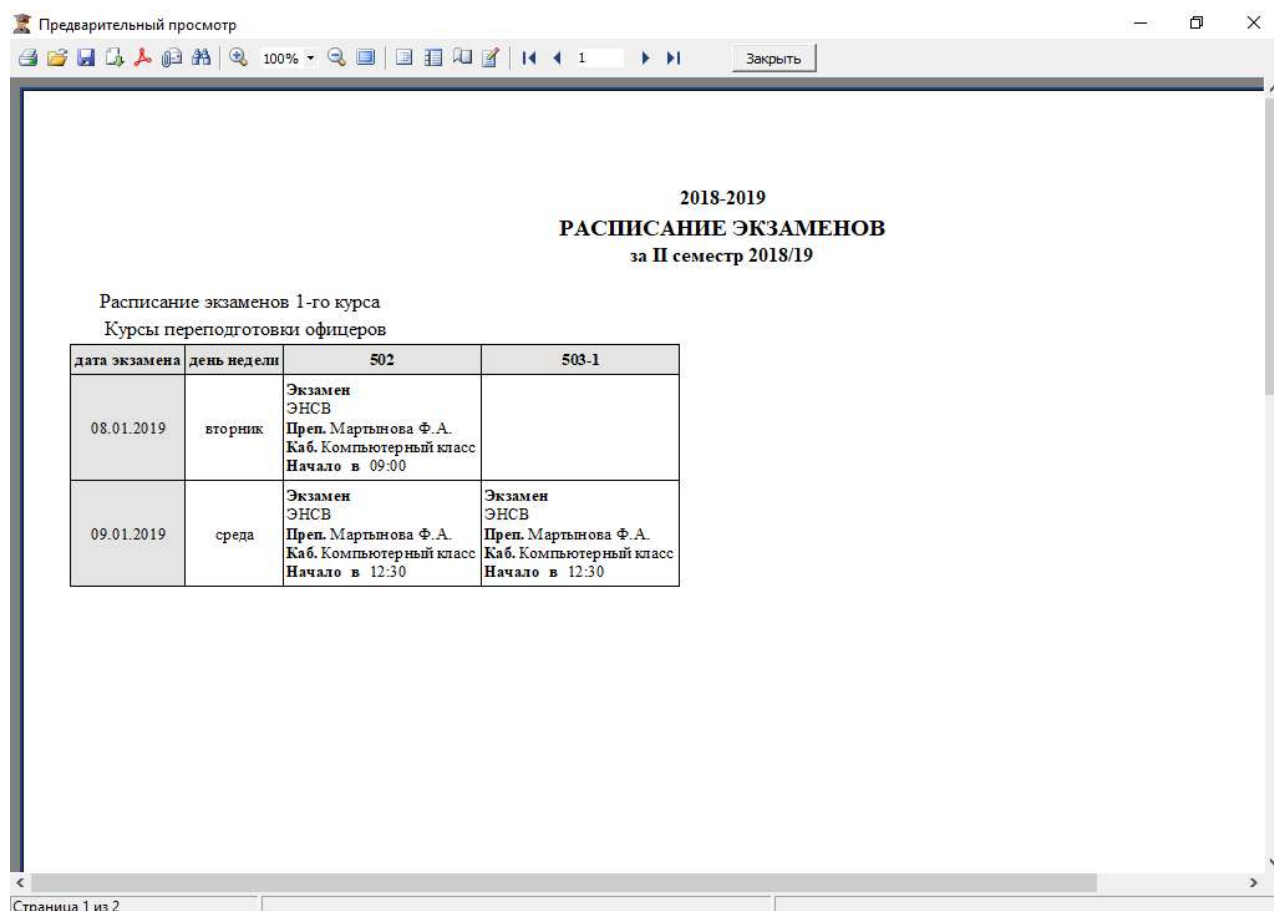 Предварительный просмотр
100%
1
Закрыть
2018-2019
РАСПИСАНИЕ ЭКЗАМЕНОВ
за II семестр 2018/19
Расписание экзаменов 1-го курса
Курсы переподготовки офицеров
дата экзамена день недели 502 503-1
08.01.2019 вторник
Экзамен
ЭНСВ
Преп. Мартынова Ф.А.
Каб. Компьютерный класс
Начало в 09:00
09.01.2019 среда
Экзамен
ЭНСВ
Преп. Мартынова Ф.А.
Каб. Компьютерный класс
Начало в 12:30
Экзамен
ЭНСВ
Преп. Мартынова Ф.А.
Каб. Компьютерный класс
Начало в 12:30
Страница 1 из 2